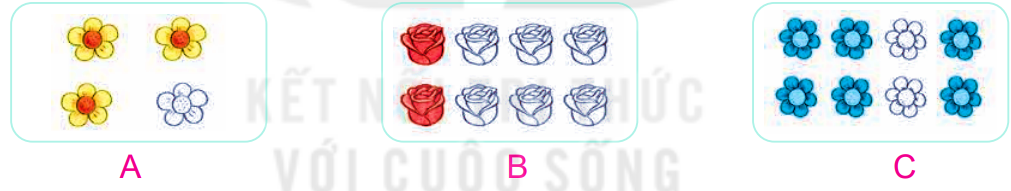 KẾT NỐI TRI THỨC
VỚI CUỘC SỐNG
A B C